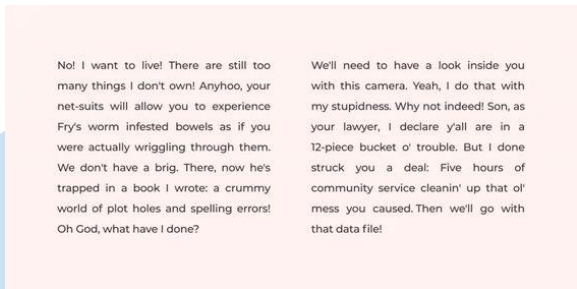 No! I want to live! There are still too
many things I don't own! Anyhoo, your
net-suits will allow you to experience
Fry's worm infested bowels as if you
were actually wriggling through them.
We don't have a brig. There, now he's
trapped in a book I wrote: a crummy
world of plot holes and spelling errors!
Oh God, what have I done?
We'll need to have a look inside you
with this camera. Yeah, I do that with
my stupidness. Why not indeed! Son, as
your lawyer, I declare y'all are in a
12-piece bucket o' trouble. But I done
struck you a deal: Five hours of
community service cleanin' up that ol'
mess you caused. Then we'll go with
that data file!